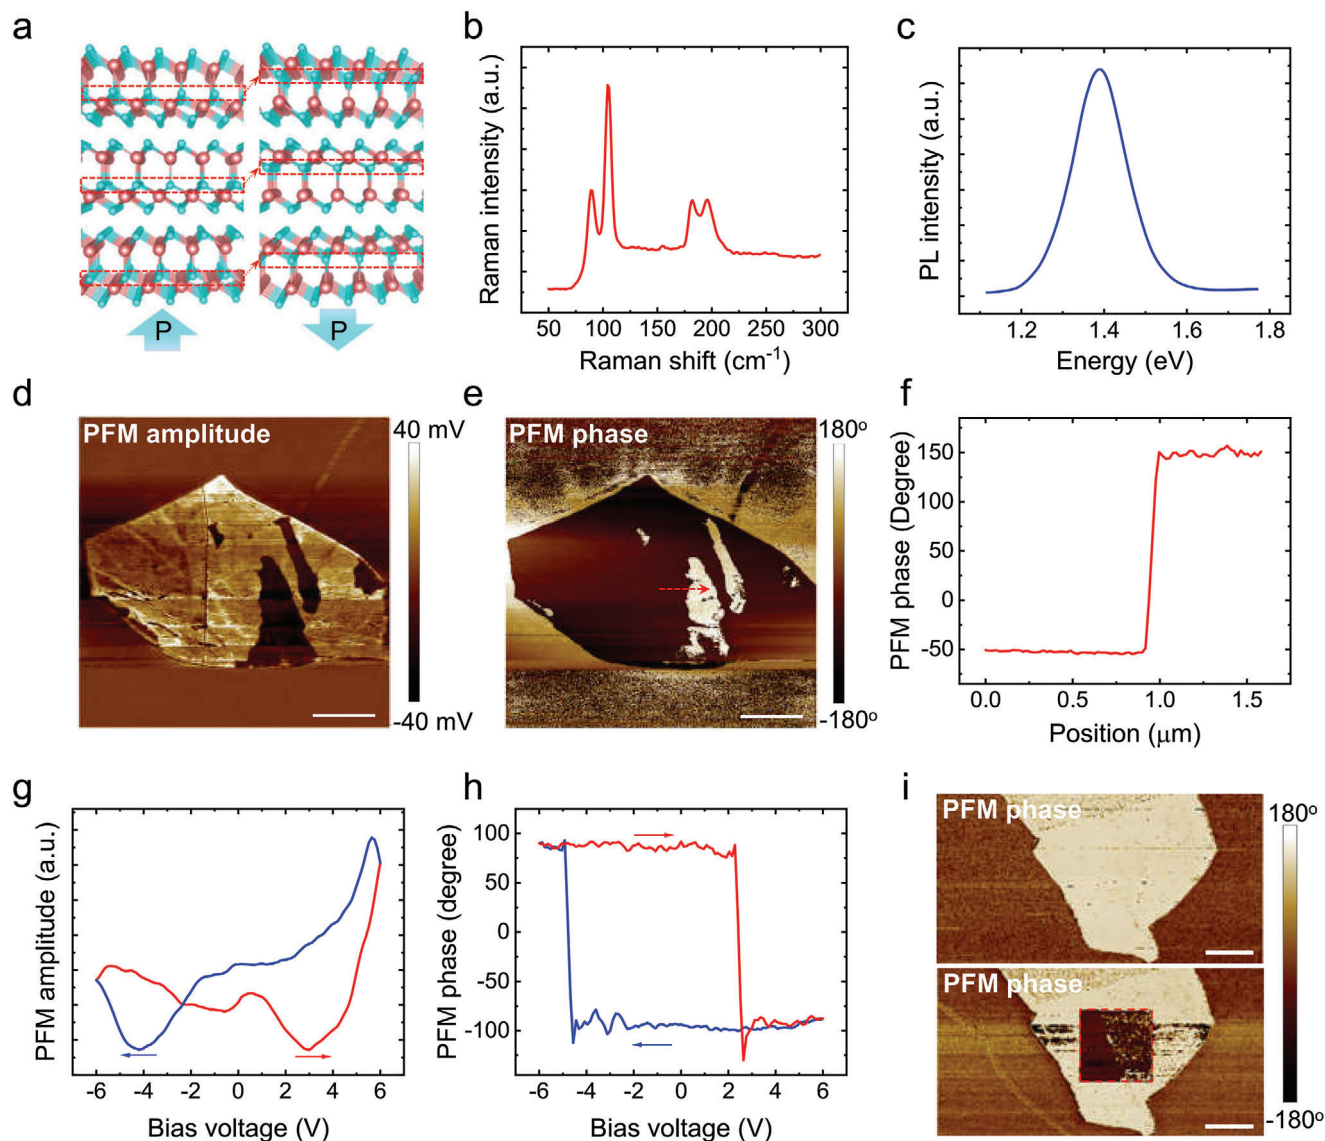 a
P
P
b
Raman intensity (a.u.)
50 100 150 200 250 300
Raman shift (cm⁻¹)
c
PL intensity (a.u.)
1.2 1.4 1.6 1.8
Energy (eV)
d
PFM amplitude
40 mV
-40 mV
e
PFM phase
180°
-180°
f
PFM phase (Degree)
150
100
50
0
-50
0.0 0.5 1.0 1.5
Position (μm)
g
PFM amplitude (a.u.)
-6 -4 -2 0 2 4 6
Bias voltage (V)
h
PFM phase (degree)
100
50
0
-50
-100
-6 -4 -2 0 2 4 6
Bias voltage (V)
i
PFM phase
PFM phase
180°
-180°